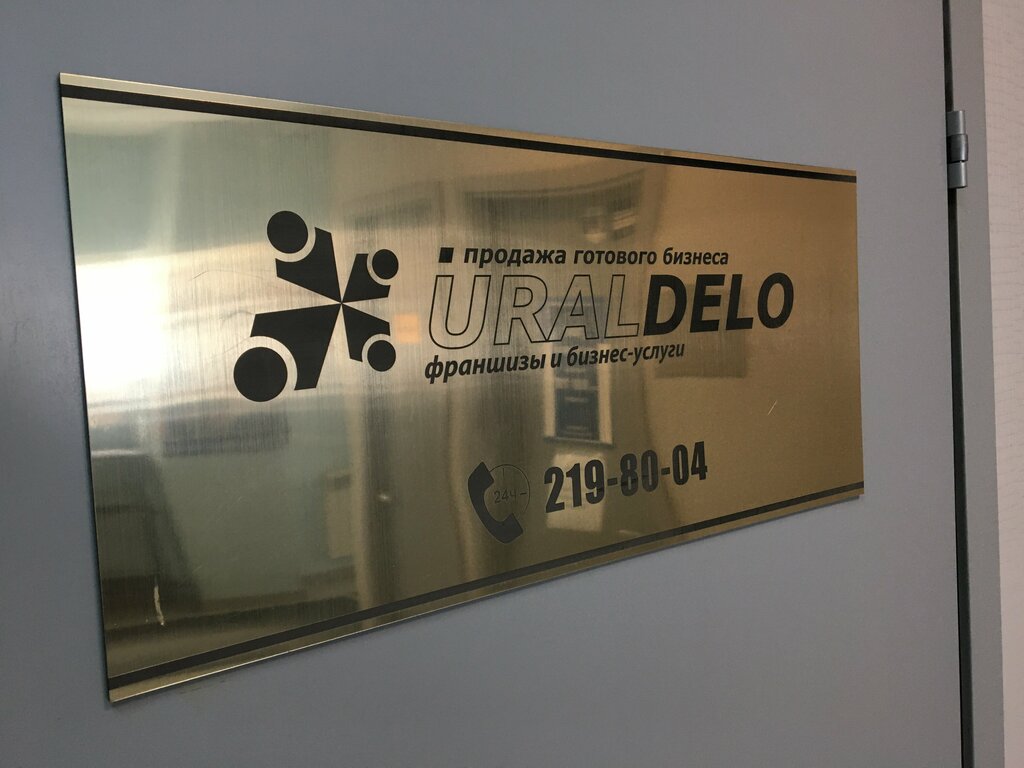 продажа готового бизнеса
URALDELO
франшизы и бизнес-услуги
24ч
219-80-04